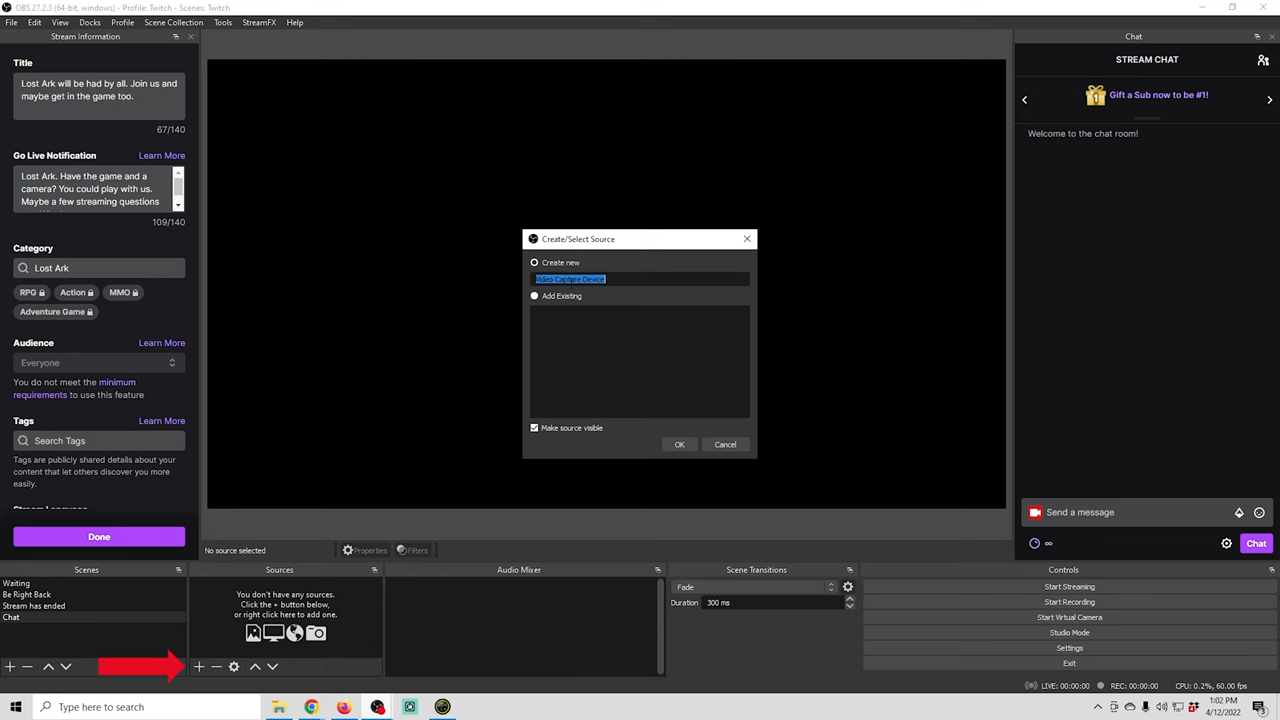 OBS 27.2.3 (64-bit, windows) - Profile: Twitch - Scenes: Twitch
File Edit View Docks Profile Scene Collection Tools StreamFX Help
Stream Information
Title
Lost Ark will be had by all. Join us and
maybe get in the game too.
67/140
Go Live Notification Learn More
Lost Ark. Have the game and a
camera? You could play with us.
Maybe a few streaming questions
109/140
Category
Lost Ark
RPG Action MMO
Adventure Game
Audience Learn More
Everyone
You do not meet the minimum
requirements to use this feature
Tags Learn More
Search Tags
Tags are publicly shared details about your
content that let others discover you more
easily.
Done
Create/Select Source
Create new
Video Capture Device
Add Existing
Make source visible
OK Cancel
Chat
STREAM CHAT
1
Gift a Sub now to be #1!
Welcome to the chat room!
Send a message
Chat
No source selected
Properties Filters
Scenes
Waiting
Be Right Back
Stream has ended
Chat
Sources
You don't have any sources.
Click the + button below,
or right click here to add one.
Audio Mixer
Scene Transitions
Fade
Duration 300 ms
Controls
Start Streaming
Start Recording
Start Virtual Camera
Studio Mode
Settings
Exit
LIVE: 00:00:00 REC: 00:00:00 CPU: 0.2%, 60.00 fps
Type here to search
1:02 PM
4/12/2022
3